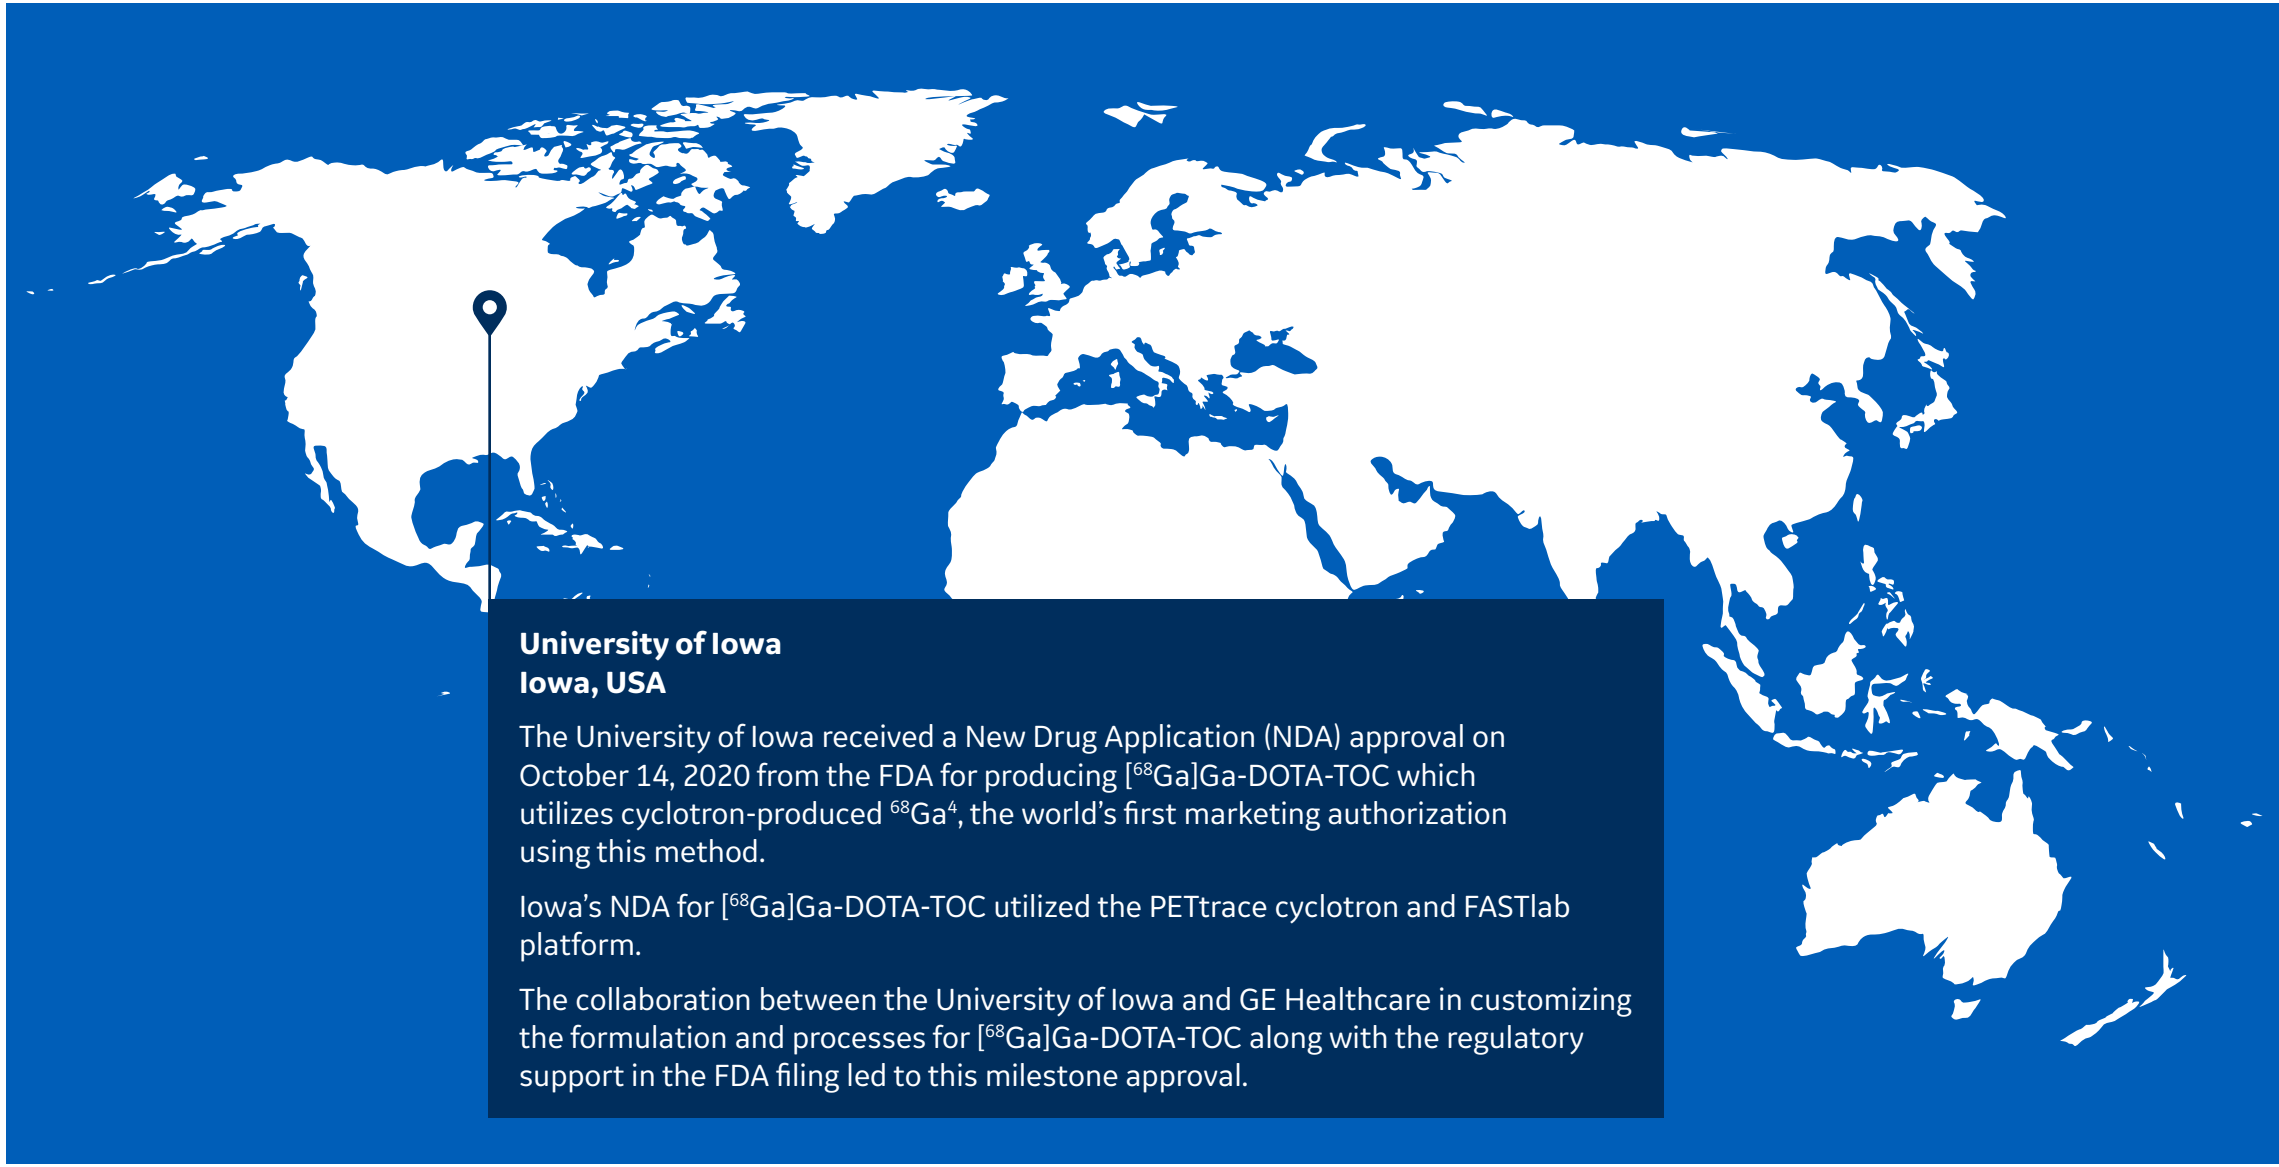 University of Iowa
Iowa, USA
The University of Iowa received a New Drug Application (NDA) approval on
October 14, 2020 from the FDA for producing [⁶⁸Ga]Ga-DOTA-TOC which
utilizes cyclotron-produced ⁶⁸Ga⁴, the world’s first marketing authorization
using this method.
Iowa’s NDA for [⁶⁸Ga]Ga-DOTA-TOC utilized the PETtrace cyclotron and FASTlab
platform.
The collaboration between the University of Iowa and GE Healthcare in customizing
the formulation and processes for [⁶⁸Ga]Ga-DOTA-TOC along with the regulatory
support in the FDA filing led to this milestone approval.